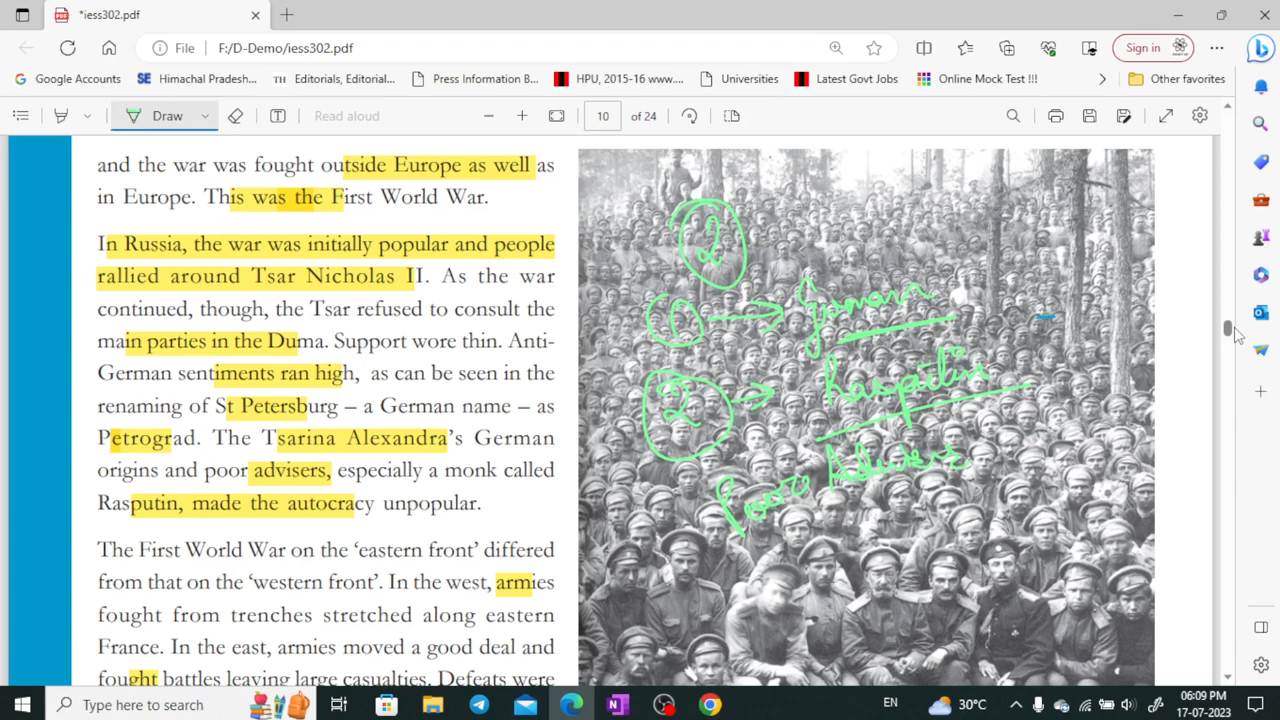 *iess302.pdf
File F:/D-Demo/iess302.pdf Sign in
Google Accounts SE Himachal Pradesh... TH Editorials, Editorial... Press Information B... HPU, 2015-16 www.... Universities Latest Govt Jobs Online Mock Test !!! Other favorites
Draw Read aloud 10 of 24
and the war was fought outside Europe as well as
in Europe. This was the First World War.
In Russia, the war was initially popular and people
rallied around Tsar Nicholas II. As the war
continued, though, the Tsar refused to consult the
main parties in the Duma. Support wore thin. Anti-
German sentiments ran high, as can be seen in the
renaming of St Petersburg – a German name – as
Petrograd. The Tsarina Alexandra's German
origins and poor advisers, especially a monk called
Rasputin, made the autocracy unpopular.
The First World War on the 'eastern front' differed
from that on the 'western front'. In the west, armies
fought from trenches stretched along eastern
France. In the east, armies moved a good deal and
fought battles leaving large casualties. Defeats were
2
1 → German
2 →
Poor
Type here to search
EN 30°C 06:09 PM
17-07-2023